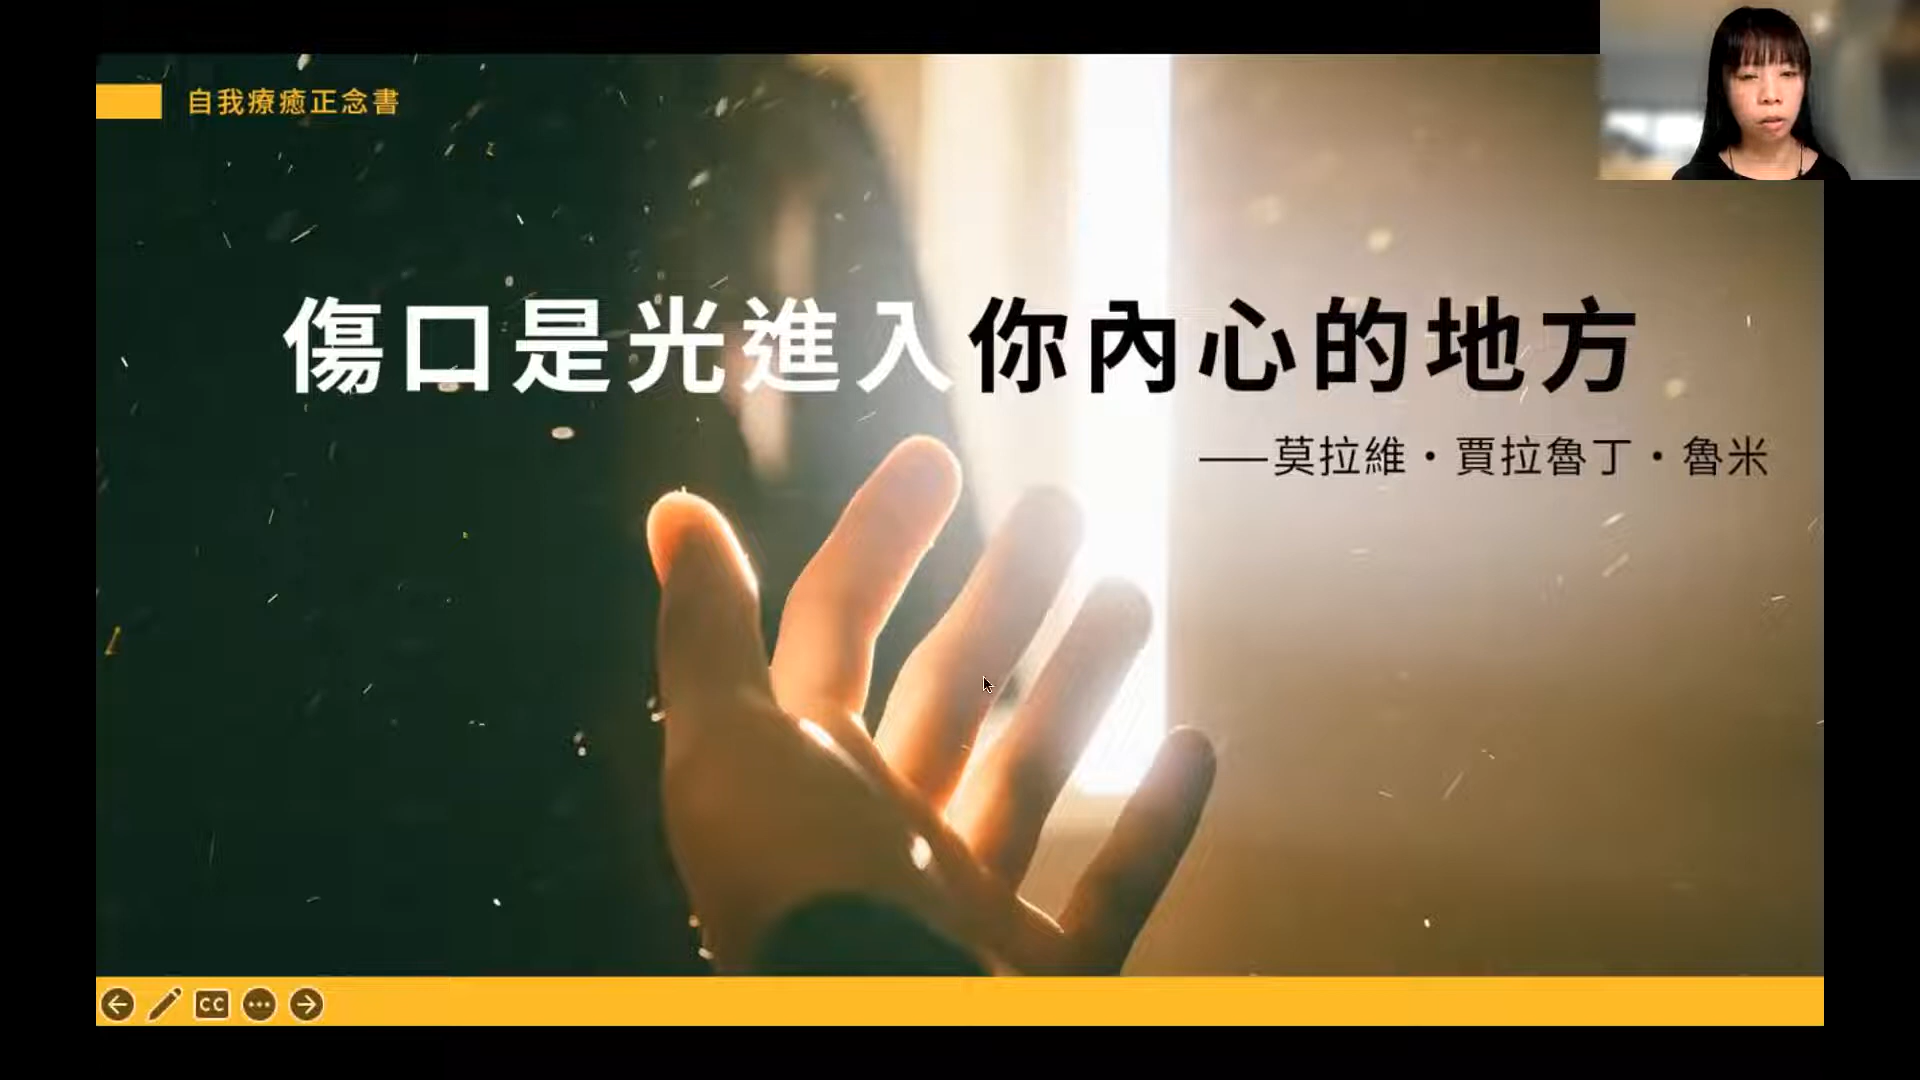 自我療癒正念書
傷口是光進入你內心的地方
——莫拉維・賈拉魯丁・魯米
CC